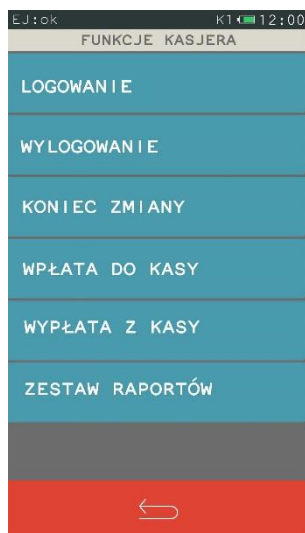 EJ:ok K1 12:00
FUNKCJE KASJERA
LOGOWANIE
WYLOGOWANIE
KONIEC ZMIANY
WPŁATA DO KASY
WYPŁATA Z KASY
ZESTAW RAPORTÓW